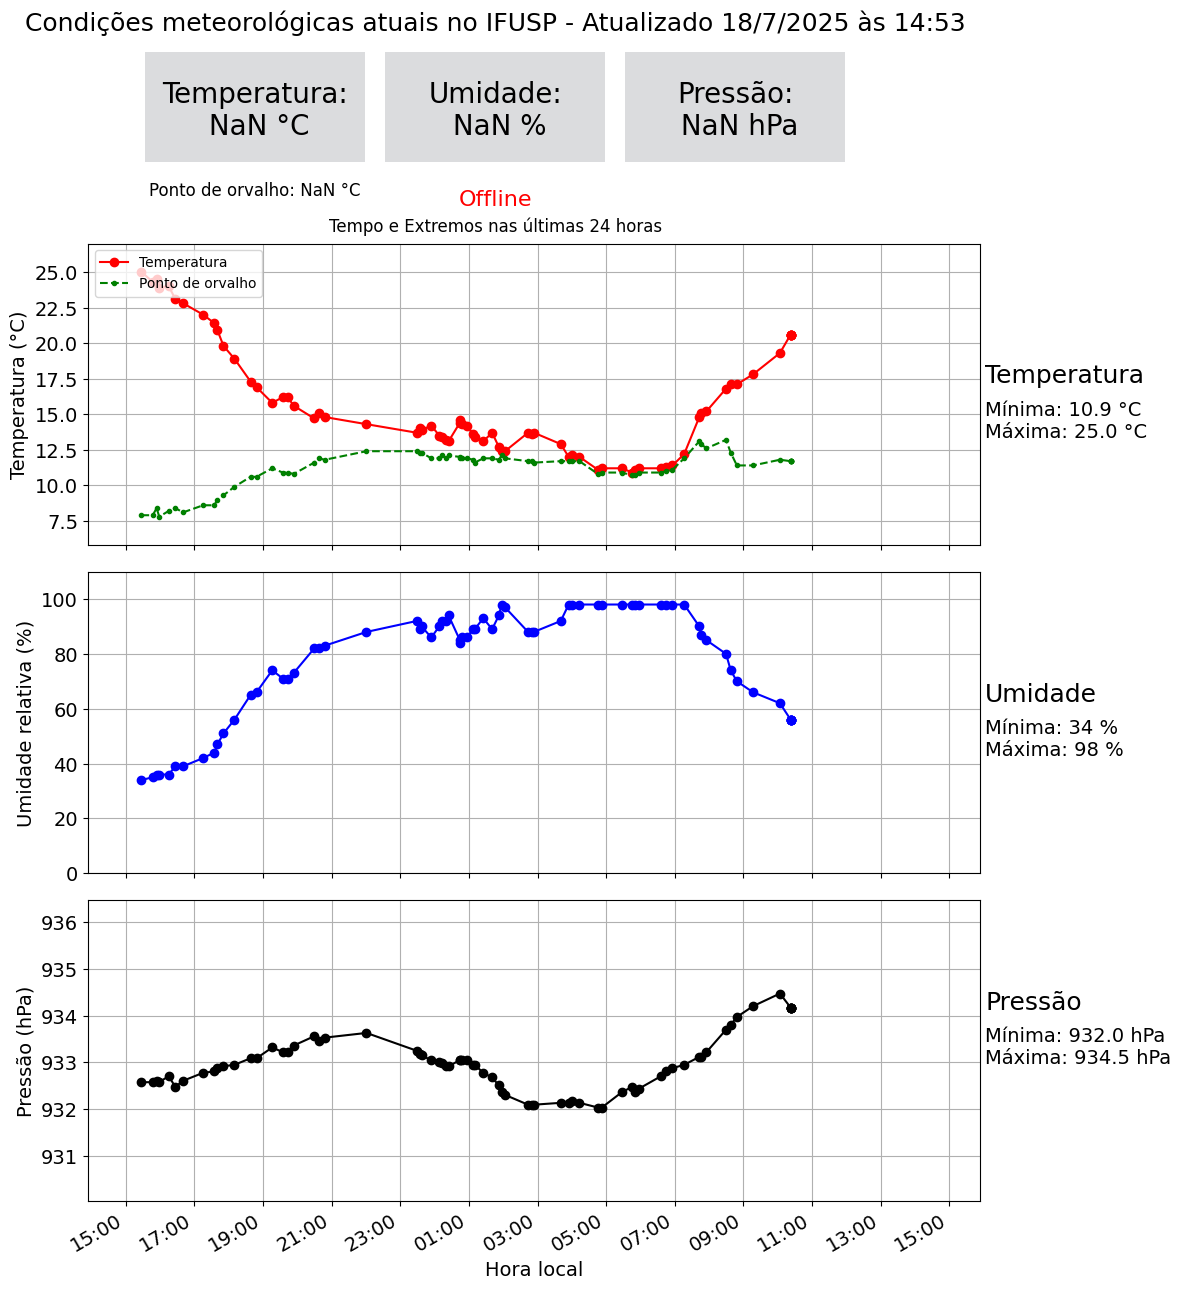 Condições meteorológicas atuais no IFUSP - Atualizado 18/7/2025 às 14:53
Temperatura:
NaN °C
Umidade:
NaN %
Pressão:
NaN hPa
Ponto de orvalho: NaN °C
Offline
Tempo e Extremos nas últimas 24 horas
Temperatura
Ponto de orvalho
Temperatura (°C)
25.0
22.5
20.0
17.5
15.0
12.5
10.0
7.5
Temperatura
Mínima: 10.9 °C
Máxima: 25.0 °C
Umidade relativa (%)
100
80
60
40
20
0
Umidade
Mínima: 34 %
Máxima: 98 %
Pressão (hPa)
936
935
934
933
932
931
Pressão
Mínima: 932.0 hPa
Máxima: 934.5 hPa
15:00
17:00
19:00
21:00
23:00
01:00
03:00
05:00
07:00
09:00
11:00
13:00
15:00
Hora local